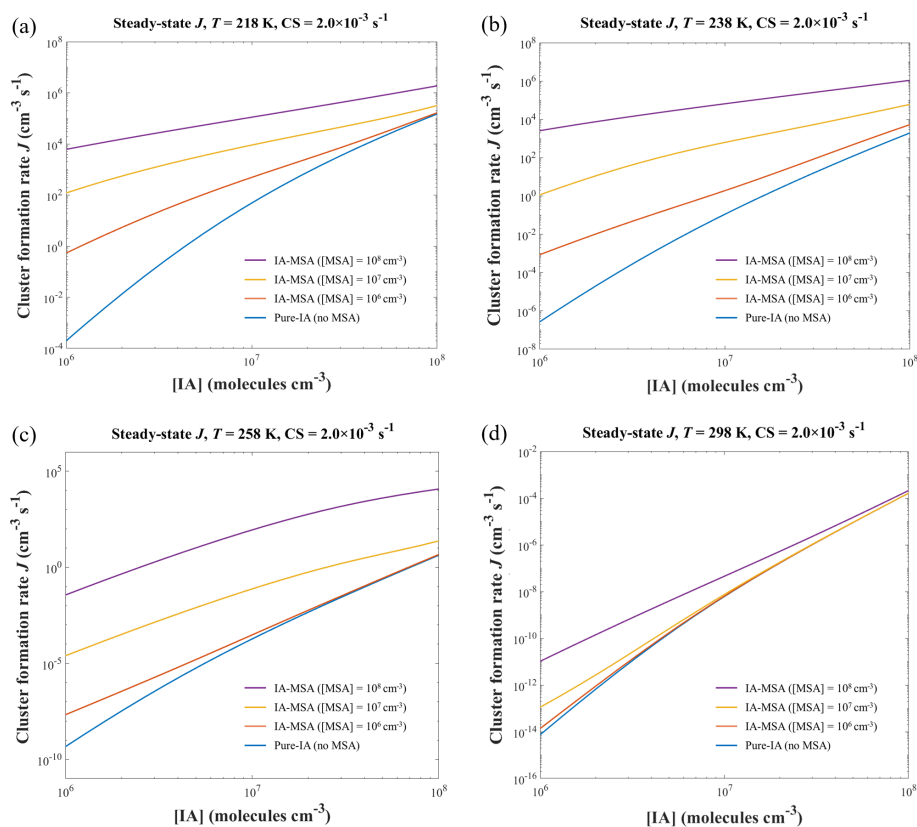 (a)
Steady-state J, T = 218 K, CS = 2.0×10⁻³ s⁻¹
Cluster formation rate J (cm⁻³ s⁻¹)
10⁸
10⁶
10⁴
10²
10⁰
10⁻²
10⁻⁴
IA-MSA ([MSA] = 10⁸ cm⁻³)
IA-MSA ([MSA] = 10⁷ cm⁻³)
IA-MSA ([MSA] = 10⁶ cm⁻³)
Pure-IA (no MSA)
10⁶ 10⁷ 10⁸
[IA] (molecules cm⁻³)
(b)
Steady-state J, T = 238 K, CS = 2.0×10⁻³ s⁻¹
Cluster formation rate J (cm⁻³ s⁻¹)
10⁸
10⁶
10⁴
10²
10⁰
10⁻²
10⁻⁴
10⁻⁶
10⁻⁸
IA-MSA ([MSA] = 10⁸ cm⁻³)
IA-MSA ([MSA] = 10⁷ cm⁻³)
IA-MSA ([MSA] = 10⁶ cm⁻³)
Pure-IA (no MSA)
10⁶ 10⁷ 10⁸
[IA] (molecules cm⁻³)
(c)
Steady-state J, T = 258 K, CS = 2.0×10⁻³ s⁻¹
Cluster formation rate J (cm⁻³ s⁻¹)
10⁵
10⁰
10⁻⁵
10⁻¹⁰
IA-MSA ([MSA] = 10⁸ cm⁻³)
IA-MSA ([MSA] = 10⁷ cm⁻³)
IA-MSA ([MSA] = 10⁶ cm⁻³)
Pure-IA (no MSA)
10⁶ 10⁷ 10⁸
[IA] (molecules cm⁻³)
(d)
Steady-state J, T = 298 K, CS = 2.0×10⁻³ s⁻¹
Cluster formation rate J (cm⁻³ s⁻¹)
10⁻²
10⁻⁴
10⁻⁶
10⁻⁸
10⁻¹⁰
10⁻¹²
10⁻¹⁴
10⁻¹⁶
IA-MSA ([MSA] = 10⁸ cm⁻³)
IA-MSA ([MSA] = 10⁷ cm⁻³)
IA-MSA ([MSA] = 10⁶ cm⁻³)
Pure-IA (no MSA)
10⁶ 10⁷ 10⁸
[IA] (molecules cm⁻³)